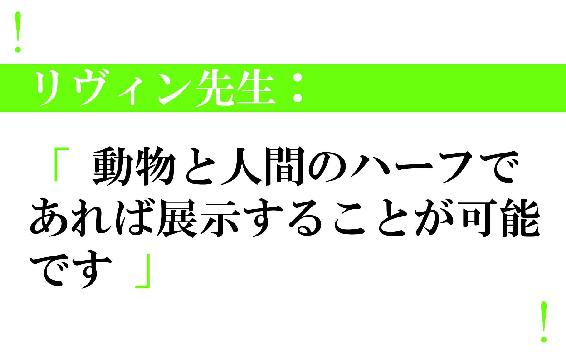 !
リヴィン先生：
「 動物と人間のハーフで
あれば展示することが可能
です 」
!